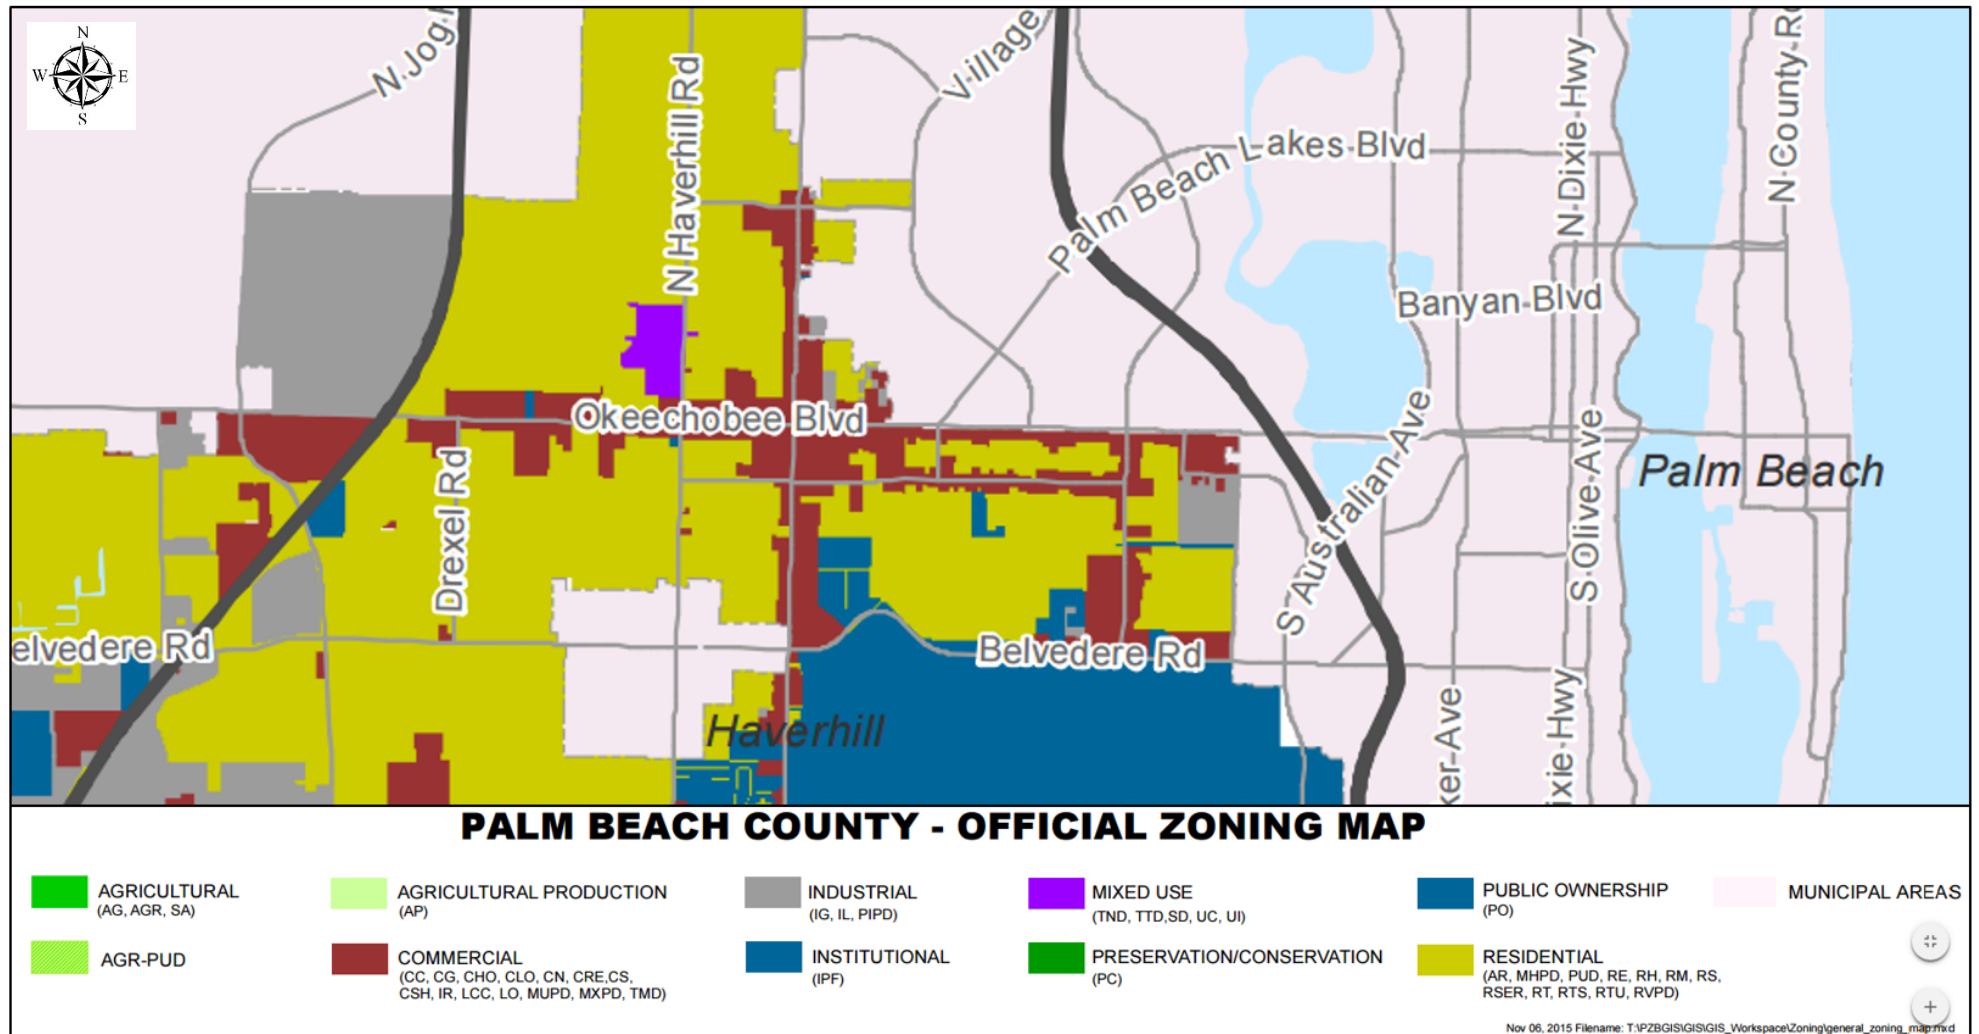 N
W E
S
N Jog
N Haverhill Rd
Village
Palm Beach Lakes Blvd
N Dixie Hwy
N County R
Banyan Blvd
Okeechobee Blvd
Drexel Rd
S Australian Ave
S Olive Ave
Palm Beach
elvedere Rd
Belvedere Rd
Haverhill
ker Ave
ixie Hwy
PALM BEACH COUNTY - OFFICIAL ZONING MAP
AGRICULTURAL
(AG, AGR, SA)
AGR-PUD
AGRICULTURAL PRODUCTION
(AP)
COMMERCIAL
(CC, CG, CHO, CLO, CN, CRE,CS,
CSH, IR, LCC, LO, MUPD, MXPD, TMD)
INDUSTRIAL
(IG, IL, PIPD)
INSTITUTIONAL
(IPF)
MIXED USE
(TND, TTD,SD, UC, UI)
PRESERVATION/CONSERVATION
(PC)
PUBLIC OWNERSHIP
(PO)
RESIDENTIAL
(AR, MHPD, PUD, RE, RH, RM, RS,
RSER, RT, RTS, RTU, RVPD)
MUNICIPAL AREAS
Nov 06, 2015 Filename: T:\PZBGIS\GIS\GIS_Workspace\Zoning\general_zoning_map.mxd